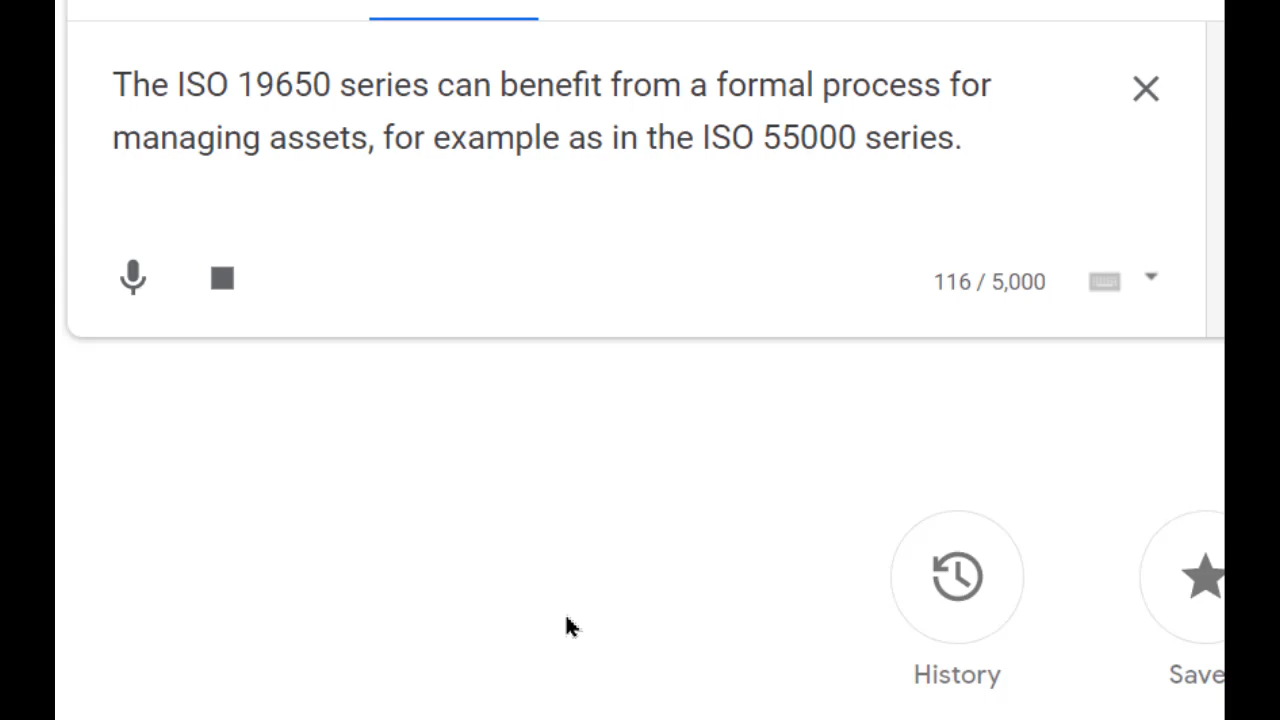 The ISO 19650 series can benefit from a formal process for
managing assets, for example as in the ISO 55000 series.
116 / 5,000
History
Save